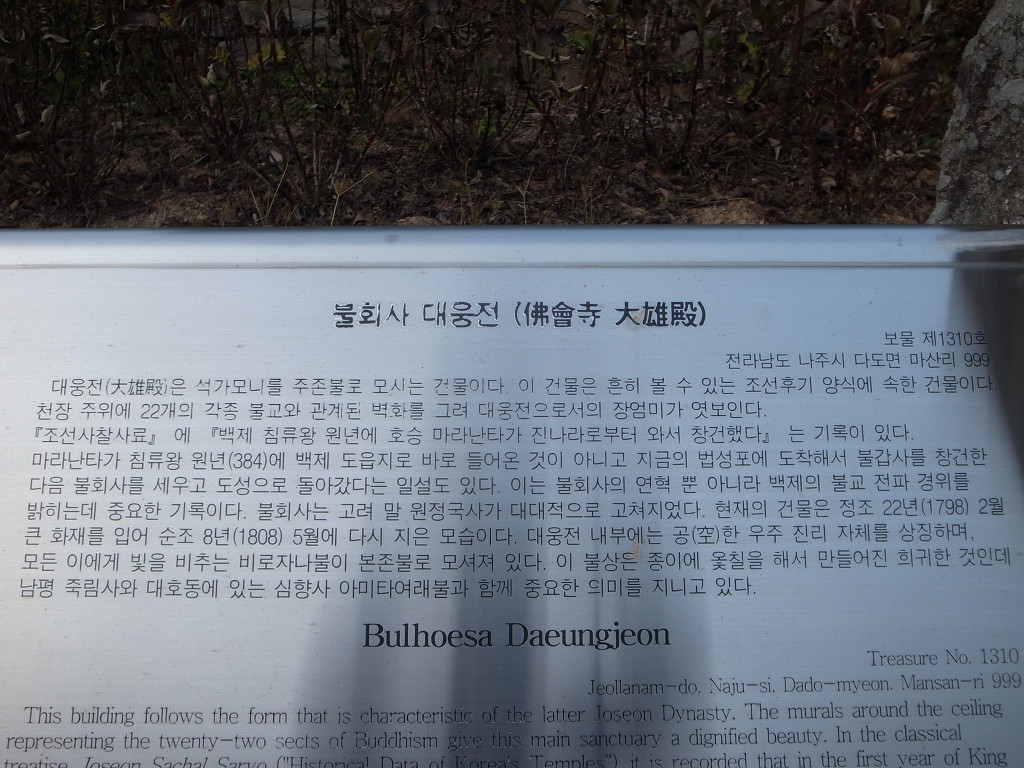 불회사 대웅전 (佛會寺 大雄殿)
보물 제1310호
전라남도 나주시 다도면 마산리 999
대웅전(大雄殿)은 석가모니를 주존불로 모시는 건물이다. 이 건물은 흔히 볼 수 있는 조선후기 양식에 속한 건물이다.
천장 주위에 22개의 각종 불교와 관계된 벽화를 그려 대웅전으로서의 장엄미가 엿보인다.
『조선사찰사료』 에 『백제 침류왕 원년에 호승 마라난타가 진나라로부터 와서 창건했다』 는 기록이 있다.
마라난타가 침류왕 원년(384)에 백제 도읍지로 바로 들어온 것이 아니고 지금의 법성포에 도착해서 불갑사를 창건한
다음 불회사를 세우고 도성으로 돌아갔다는 일설도 있다. 이는 불회사의 연혁 뿐 아니라 백제의 불교 전파 경위를
밝히는데 중요한 기록이다. 불회사는 고려 말 원정국사가 대대적으로 고쳐지었다. 현재의 건물은 정조 22년(1798) 2월
큰 화재를 입어 순조 8년(1808) 5월에 다시 지은 모습이다. 대웅전 내부에는 공(空)한 우주 진리 자체를 상징하며,
모든 이에게 빛을 비추는 비로자나불이 본존불로 모셔져 있다. 이 불상은 종이에 옻칠을 해서 만들어진 희귀한 것인데
남평 죽림사와 대호동에 있는 심향사 아미타여래불과 함께 중요한 의미를 지니고 있다.
Bulhoesa Daeungjeon
Treasure No. 1310
Jeollanam-do, Naju-si, Dado-myeon, Mansan-ri 999
This building follows the form that is characteristic of the latter Joseon Dynasty. The murals around the ceiling
representing the twenty-two sects of Buddhism give this main sanctuary a dignified beauty. In the classical
treatise, Joseon Sachal Saryo ("Historical Data of Korea's Temples"), it is recorded that in the first year of King